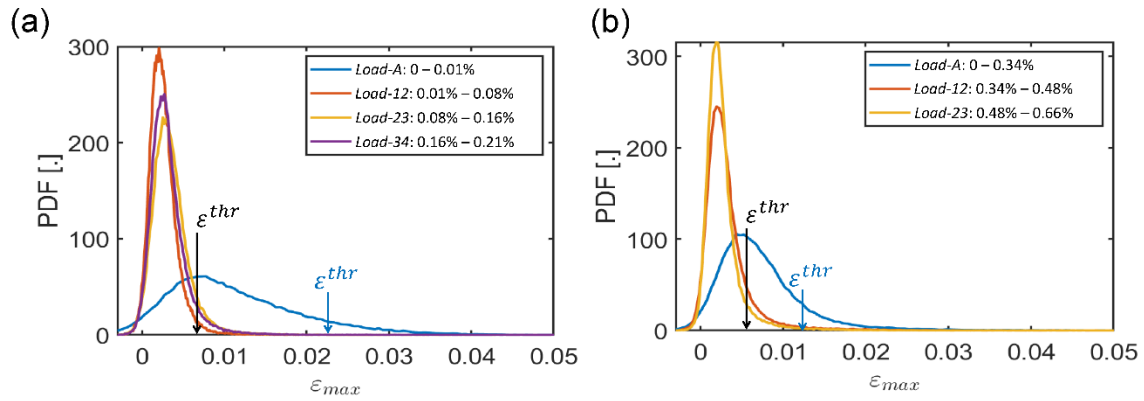 (a)
300
200
100
0
PDF [.]
Load-A: 0 – 0.01%
Load-12: 0.01% – 0.08%
Load-23: 0.08% – 0.16%
Load-34: 0.16% – 0.21%
ε^thr
ε^thr
0 0.01 0.02 0.03 0.04 0.05
ε_max
(b)
300
200
100
0
PDF [.]
Load-A: 0 – 0.34%
Load-12: 0.34% – 0.48%
Load-23: 0.48% – 0.66%
ε^thr
ε^thr
0 0.01 0.02 0.03 0.04 0.05
ε_max